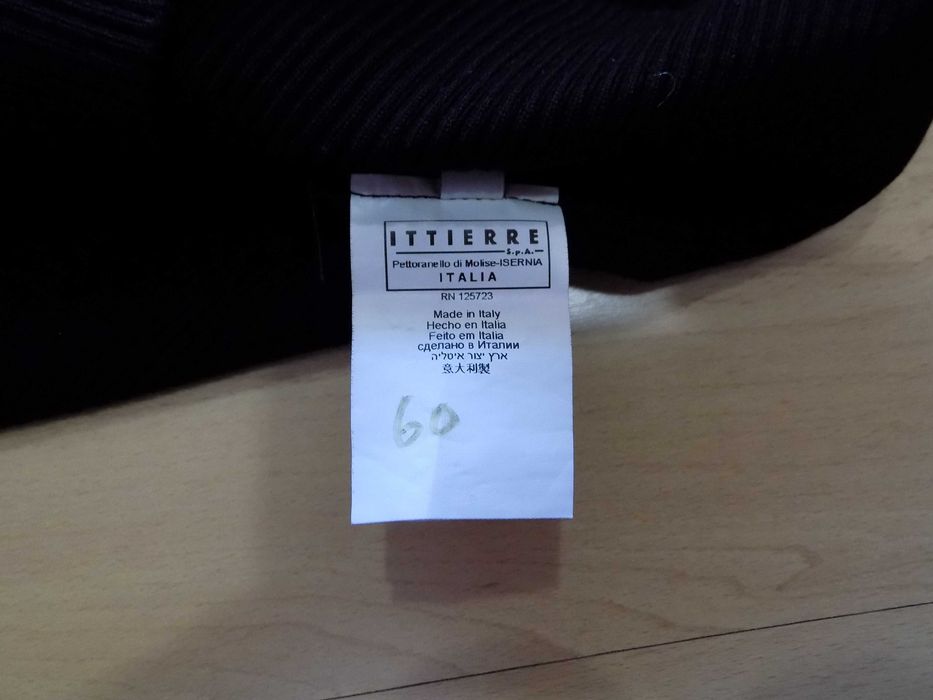 ITTIERRE
S.p.A.
Pettoranello di Molise-ISERNIA
ITALIA
RN 125723
Made in Italy
Hecho en Italia
Feito em Italia
сделано в Италии
ארץ יצור איטליה
意大利製
60